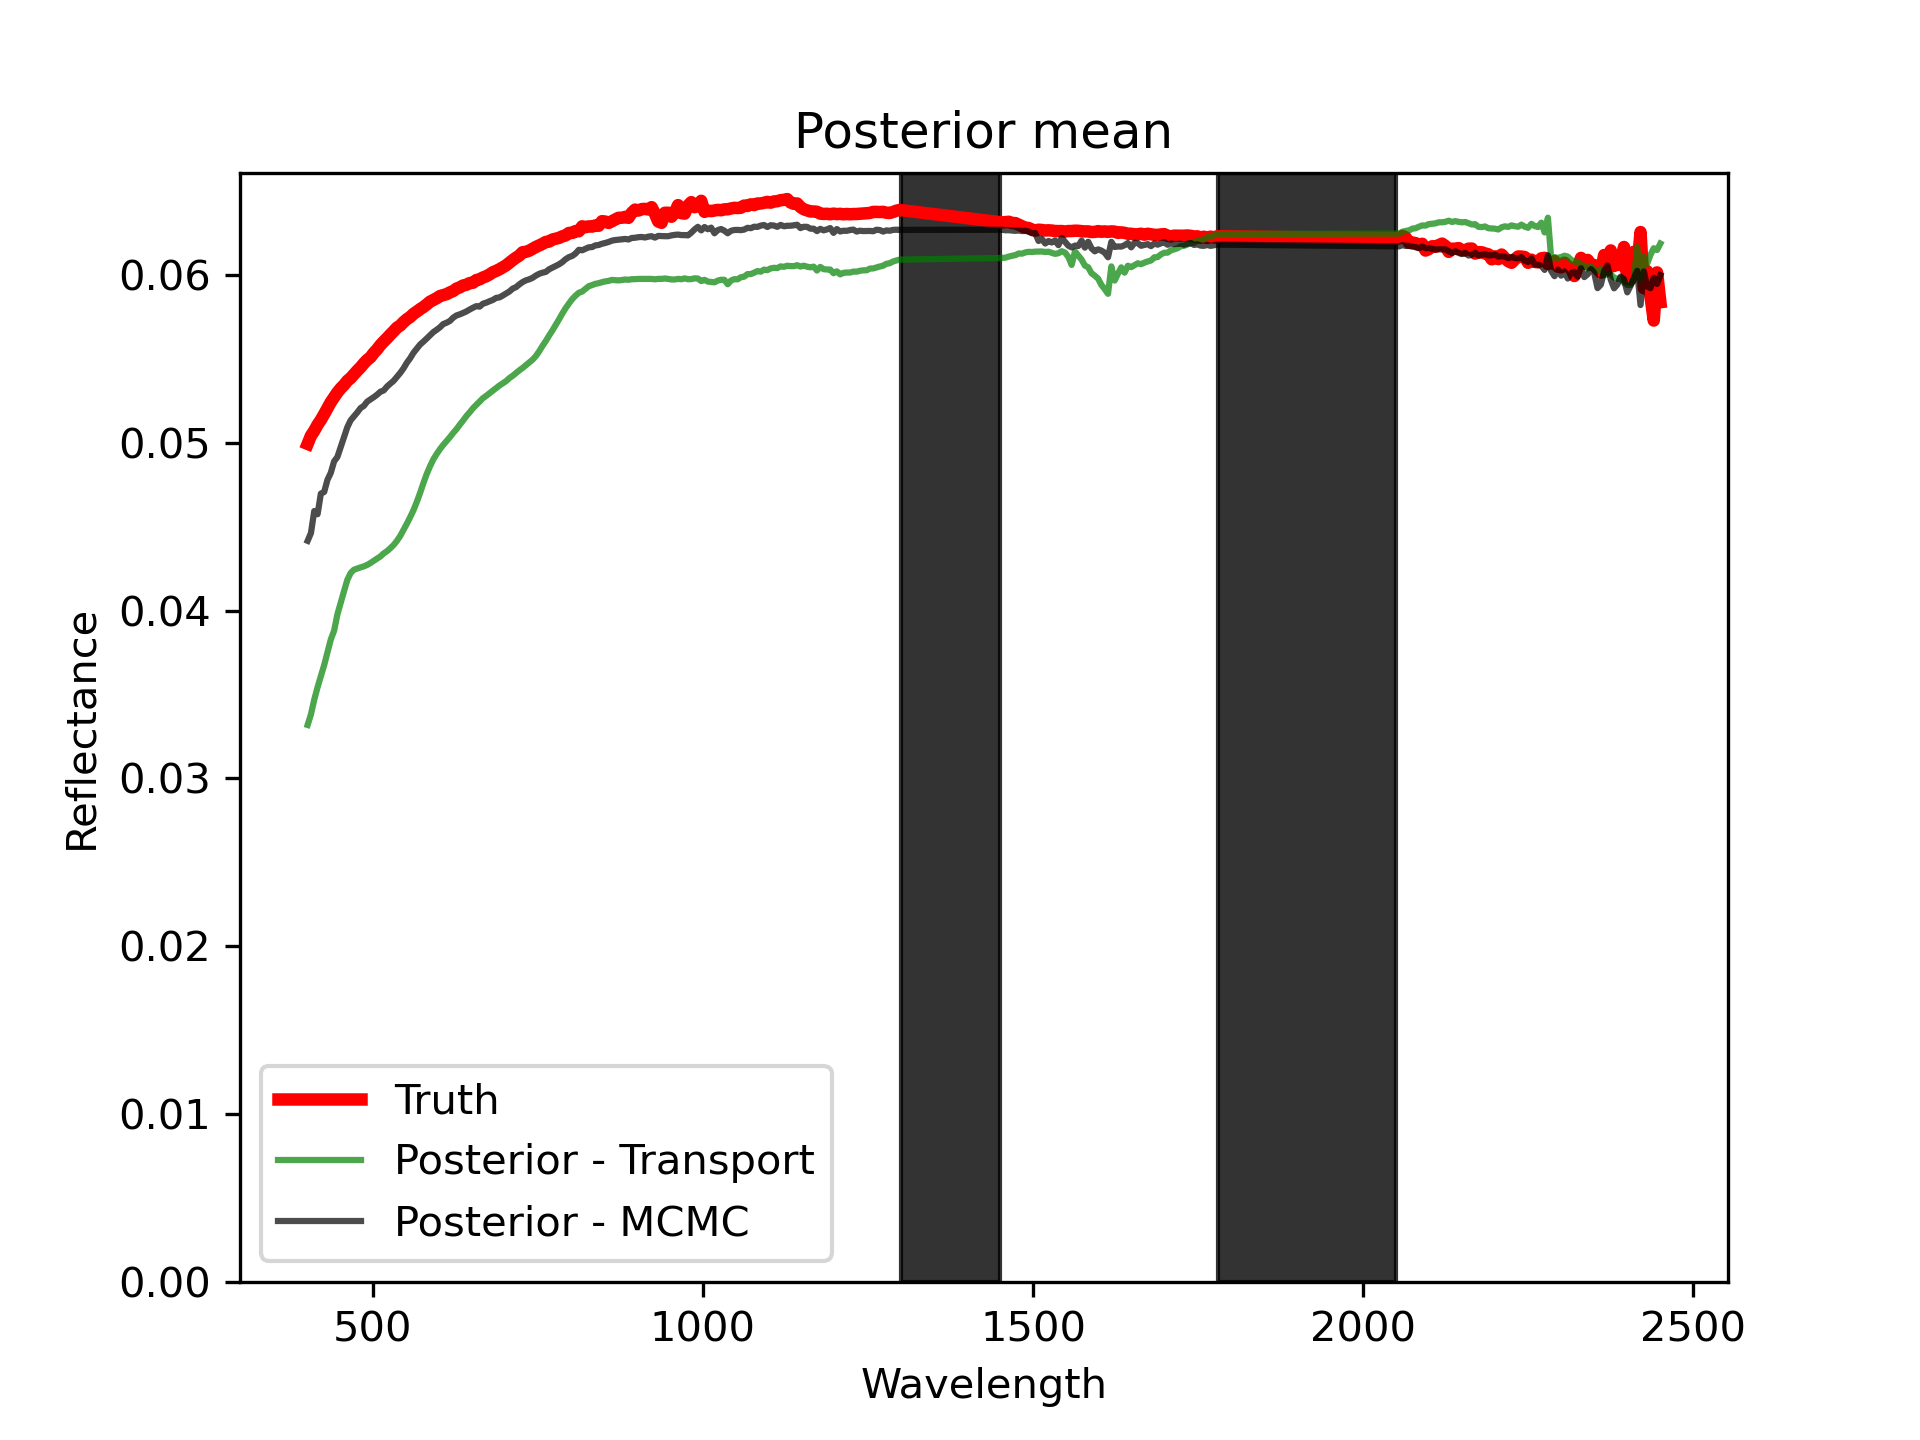 Posterior mean
Reflectance
0.06
0.05
0.04
0.03
0.02
0.01
0.00
Truth
Posterior - Transport
Posterior - MCMC
500
1000
1500
2000
2500
Wavelength